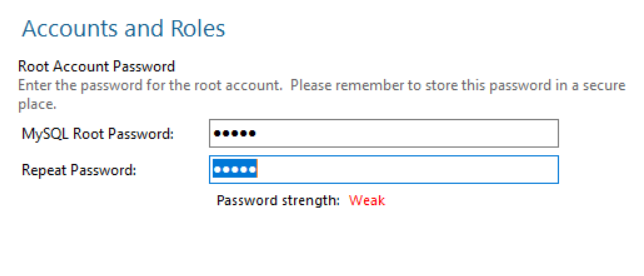 Accounts and Roles
Root Account Password
Enter the password for the root account. Please remember to store this password in a secure
place.
MySQL Root Password: •••••
Repeat Password: •••••
Password strength: Weak